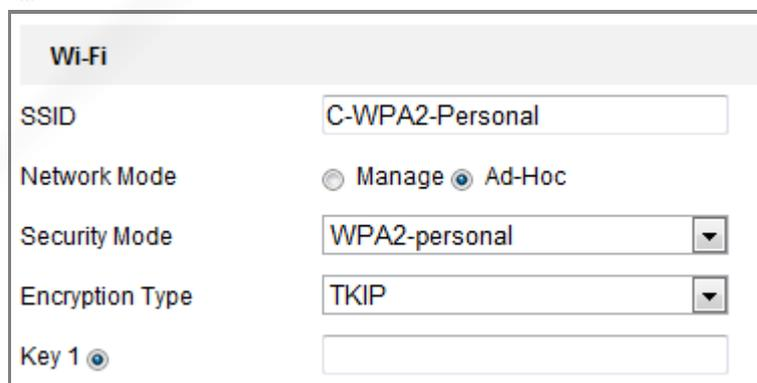 Wi-Fi
SSID C-WPA2-Personal
Network Mode Manage Ad-Hoc
Security Mode WPA2-personal
Encryption Type TKIP
Key 1